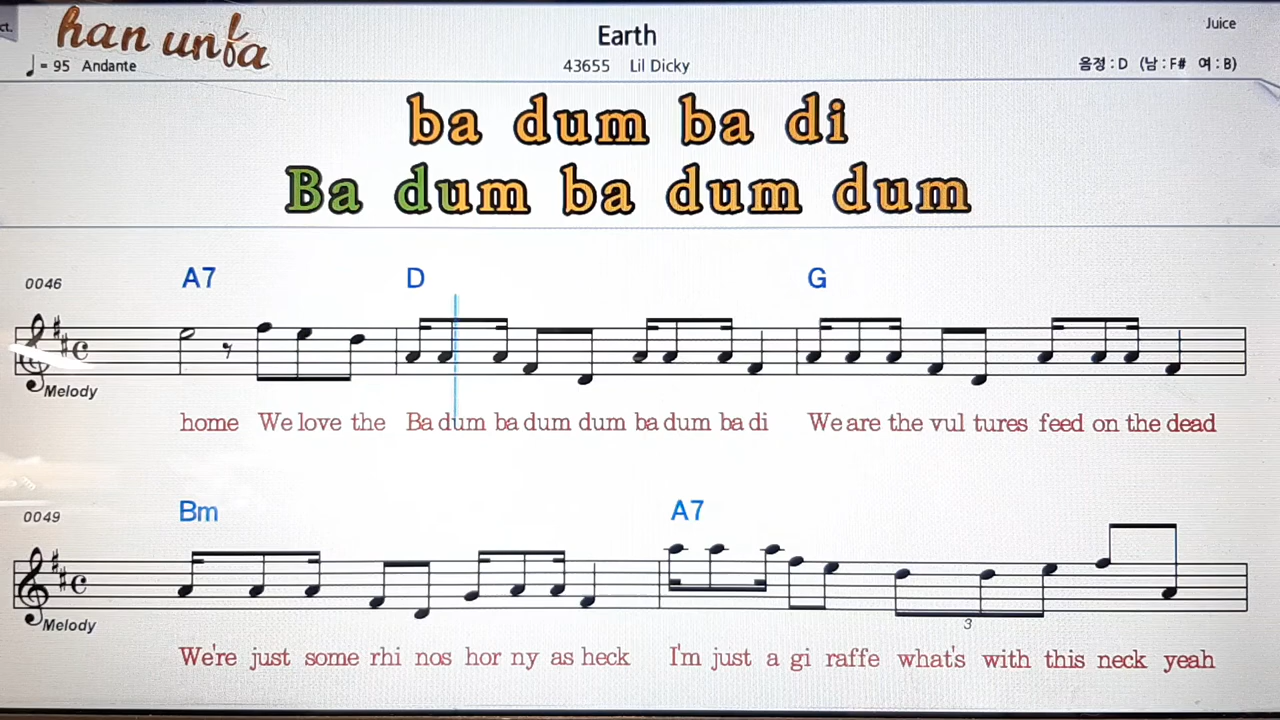 ct.
han unfa
Earth
Juice
♩= 95 Andante
43655 Lil Dicky
음정 : D (남 : F# 여 : B)
ba dum ba di
Ba dum ba dum dum
0046
A7 D G
Melody
home We love the Ba dum ba dum dum ba dum ba di We are the vul tures feed on the dead
0049
Bm A7
Melody
3
We're just some rhi nos hor ny as heck I'm just a gi raffe what's with this neck yeah